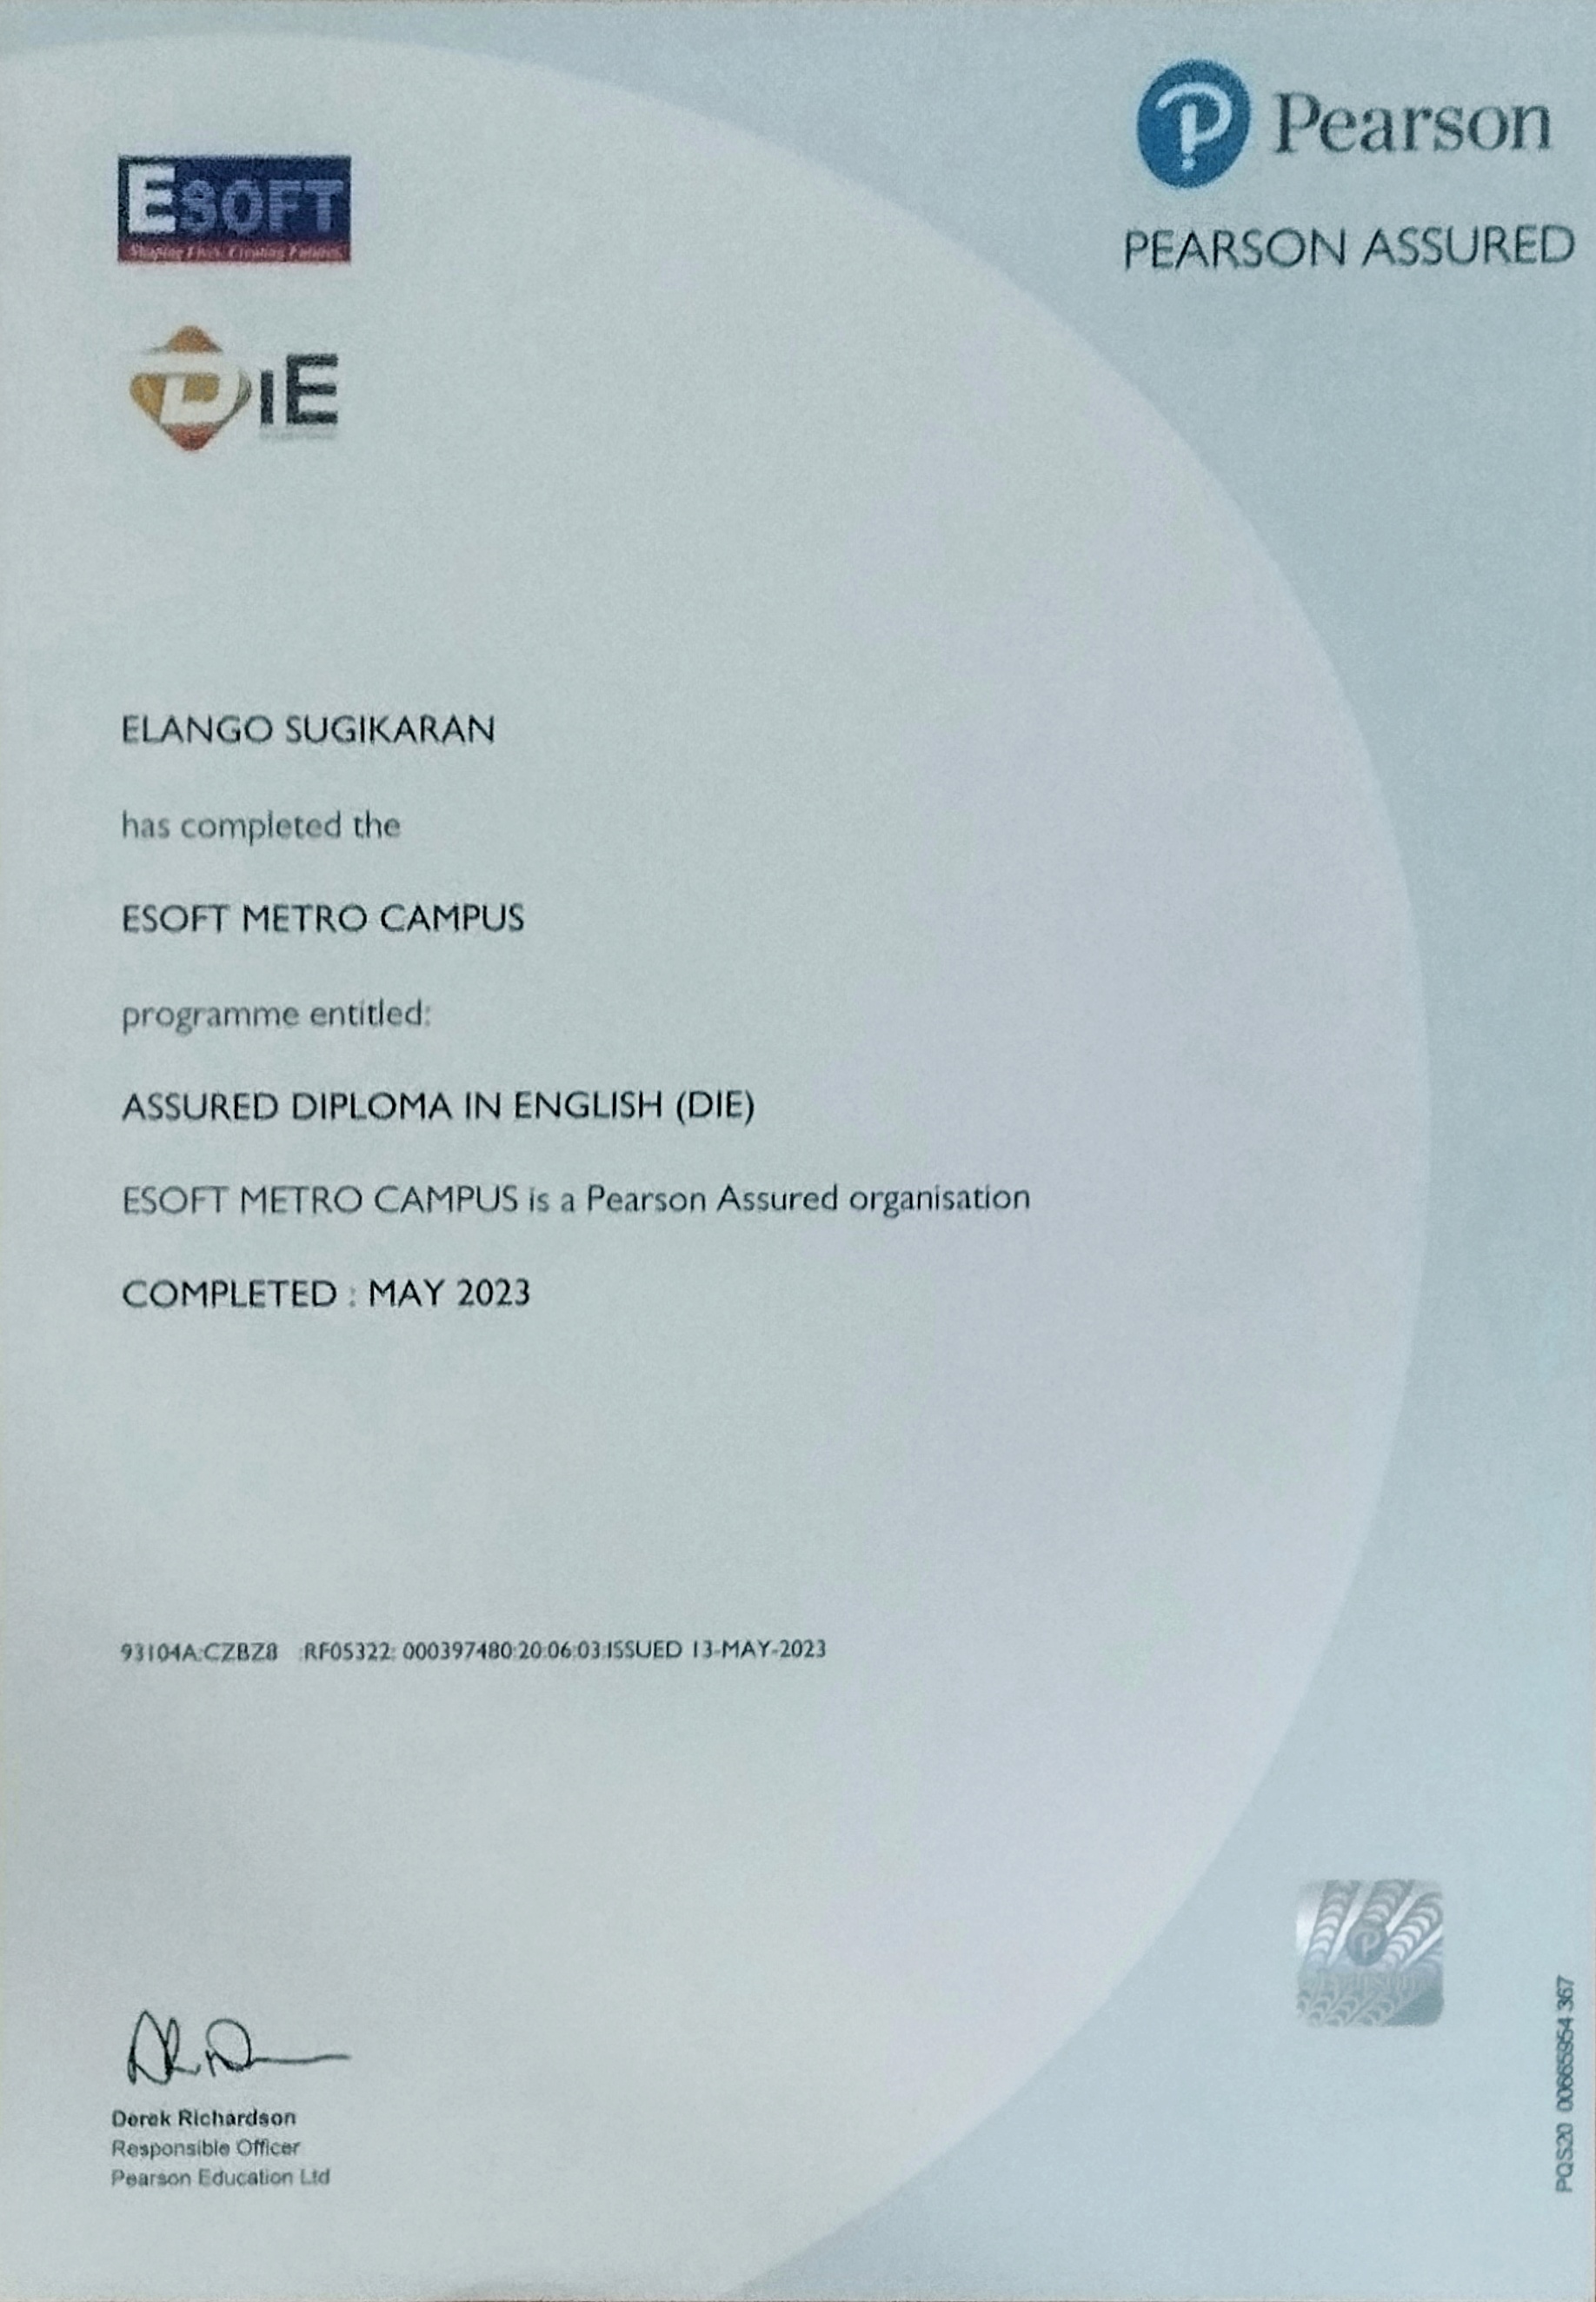 Pearson
PEARSON ASSURED
ESOFT
Shaping Lives, Creating Futures
DiE
ELANGO SUGIKARAN
has completed the
ESOFT METRO CAMPUS
programme entitled:
ASSURED DIPLOMA IN ENGLISH (DIE)
ESOFT METRO CAMPUS is a Pearson Assured organisation
COMPLETED : MAY 2023
93104A:CZBZ8 :RF05322: 000397480:20:06:03:ISSUED 13-MAY-2023
Derek Richardson
Responsible Officer
Pearson Education Ltd
PQS20 00665954 367